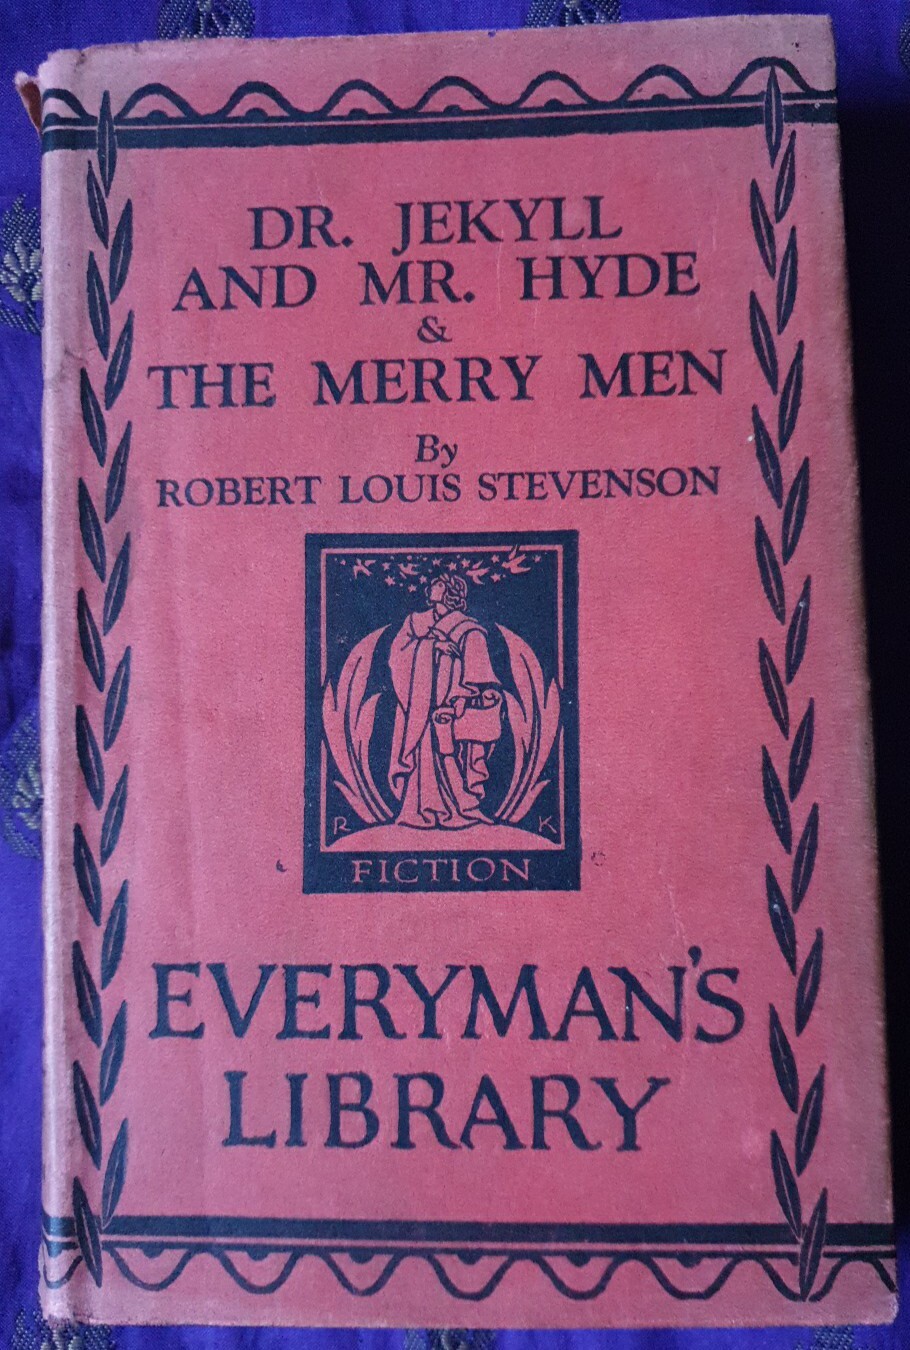 DR. JEKYLL
AND MR. HYDE
&
THE MERRY MEN
By
ROBERT LOUIS STEVENSON
R K
FICTION
EVERYMAN'S
LIBRARY